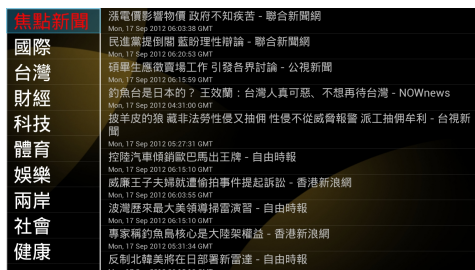 焦點新聞
國際
台灣
財經
科技
體育
娛樂
兩岸
社會
健康
漲電價影響物價 政府不知疾苦 - 聯合新聞網
Mon, 17 Sep 2012 06:03:38 GMT
民進黨提倒閣 藍盼理性辯論 - 聯合新聞網
Mon, 17 Sep 2012 06:20:53 GMT
碩畢生應徵賣場工作 引發各界討論 - 公視新聞
Mon, 17 Sep 2012 06:15:59 GMT
釣魚台是日本的？ 王效蘭：台灣人真可惡、不想再待台灣 - NOWnews
Mon, 17 Sep 2012 04:31:00 GMT
披羊皮的狼 藏非法勞性侵又抽佣 性侵不從威脅報警 派工抽佣牟利 - 台視新
聞
Mon, 17 Sep 2012 05:27:31 GMT
控陸汽車傾銷歐巴馬出王牌 - 自由時報
Mon, 17 Sep 2012 06:15:10 GMT
威廉王子夫婦就遭偷拍事件提起訴訟 - 香港新浪網
Mon, 17 Sep 2012 06:03:55 GMT
波灣歷來最大美領導掃雷演習 - 自由時報
Mon, 17 Sep 2012 06:15:10 GMT
專家稱釣魚島核心是大陸架權益 - 香港新浪網
Mon, 17 Sep 2012 05:31:34 GMT
反制北韓美將在日部署新雷達 - 自由時報